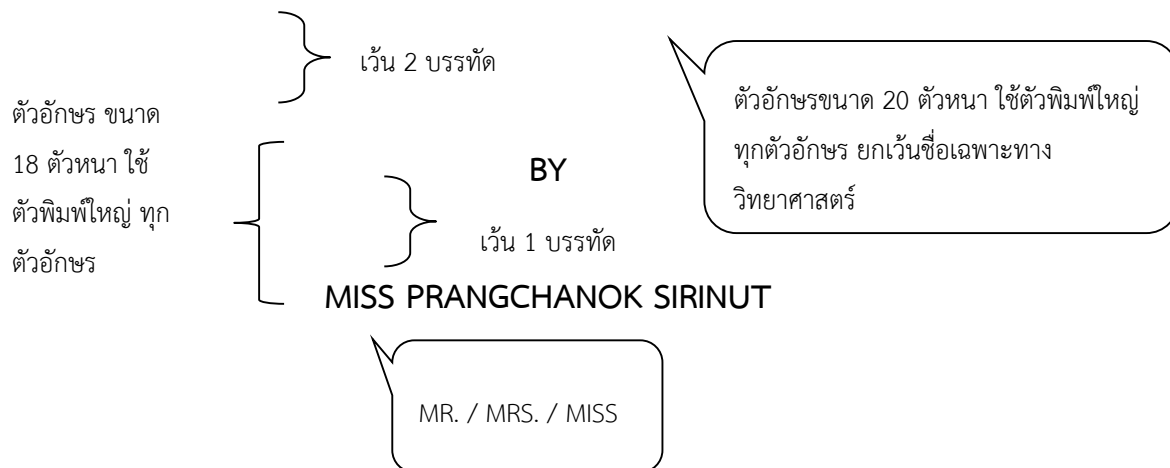 เว้น 2 บรรทัด
ตัวอักษรขนาด 20 ตัวหนา ใช้ตัวพิมพ์ใหญ่
ทุกตัวอักษร ยกเว้นชื่อเฉพาะทาง
วิทยาศาสตร์
ตัวอักษร ขนาด
18 ตัวหนา ใช้
ตัวพิมพ์ใหญ่ ทุก
ตัวอักษร
BY
เว้น 1 บรรทัด
MISS PRANGCHANOK SIRINUT
MR. / MRS. / MISS